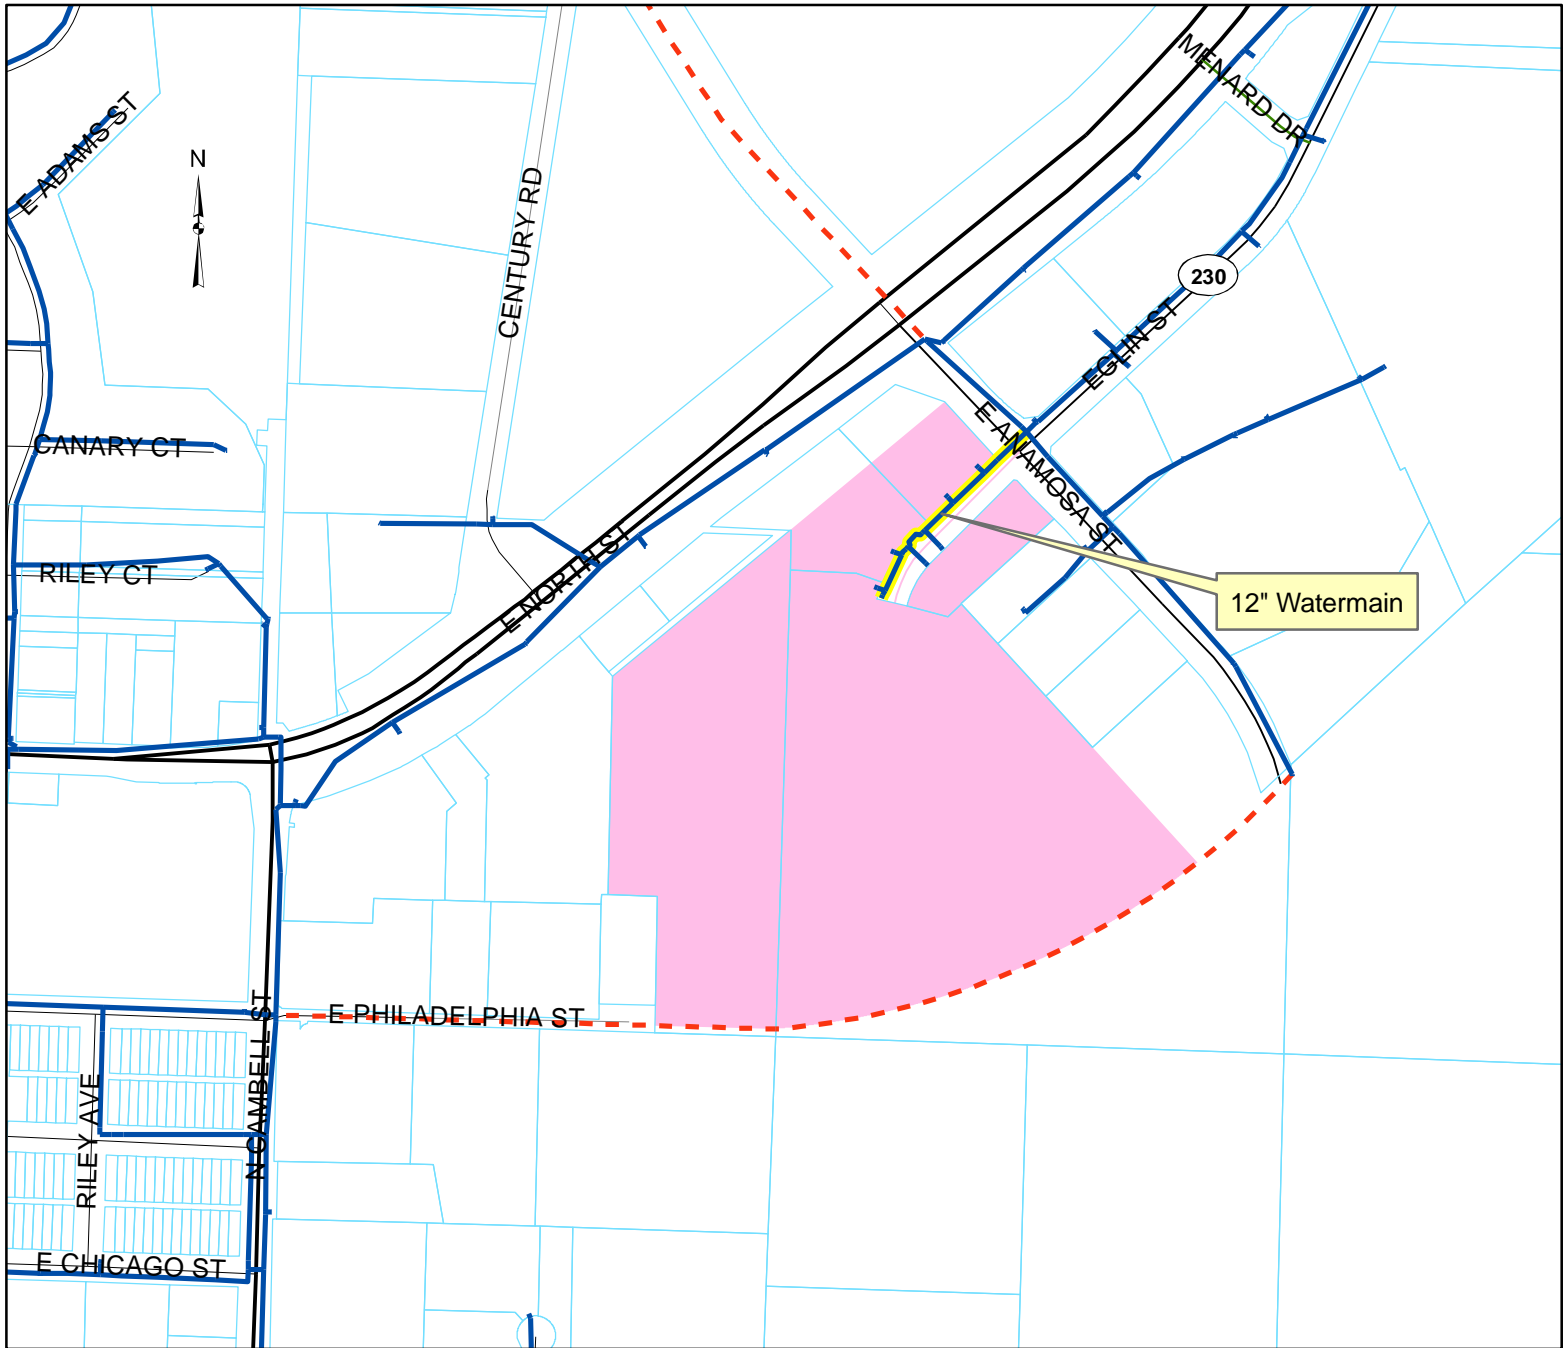 MENARD DR
E ADAMS ST
N
CENTURY RD
230
EGLIN ST
CANARY CT
E ANAMOSA ST
E NORTH ST
RILEY CT
12" Watermain
E PHILADELPHIA ST
N CAMBELL ST
RILEY AVE
E CHICAGO ST